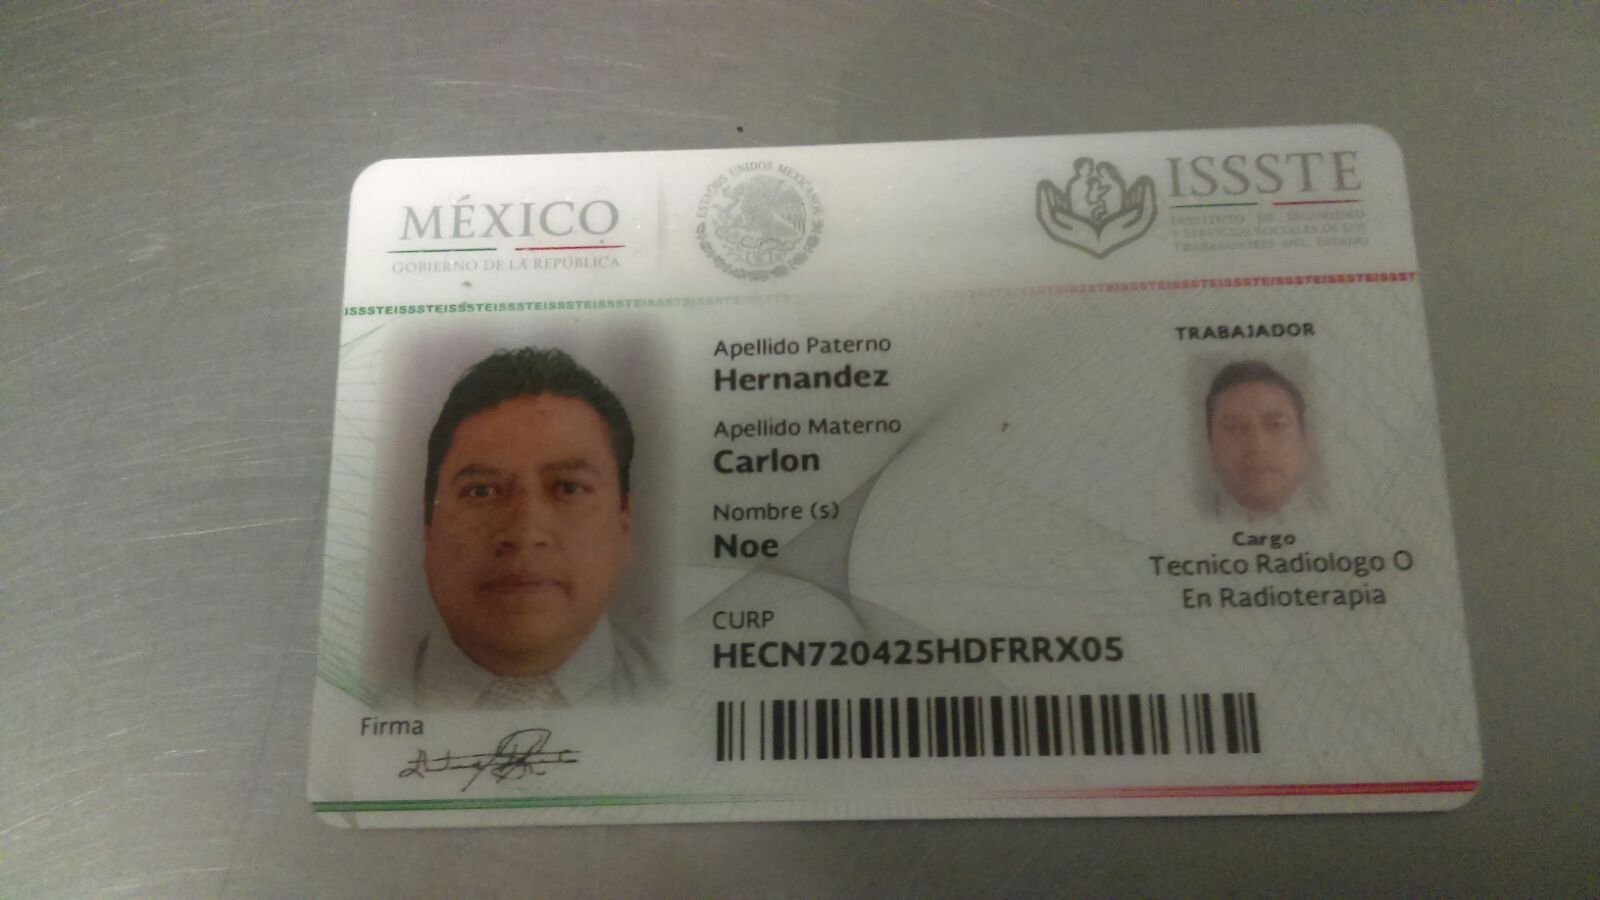 MÉXICO
GOBIERNO DE LA REPÚBLICA
ESTADOS UNIDOS MEXICANOS
ISSSTE
INSTITUTO DE SEGURIDAD
Y SERVICIOS SOCIALES DE LOS
TRABAJADORES DEL ESTADO
ISSSTEISSSTEISSSTEISSSTEISSSTEISSSTEISSSTEISSSTE
Apellido Paterno
Hernandez
Apellido Materno
Carlon
Nombre (s)
Noe
CURP
HECN720425HDFRRX05
TRABAJADOR
Cargo
Tecnico Radiologo O
En Radioterapia
Firma